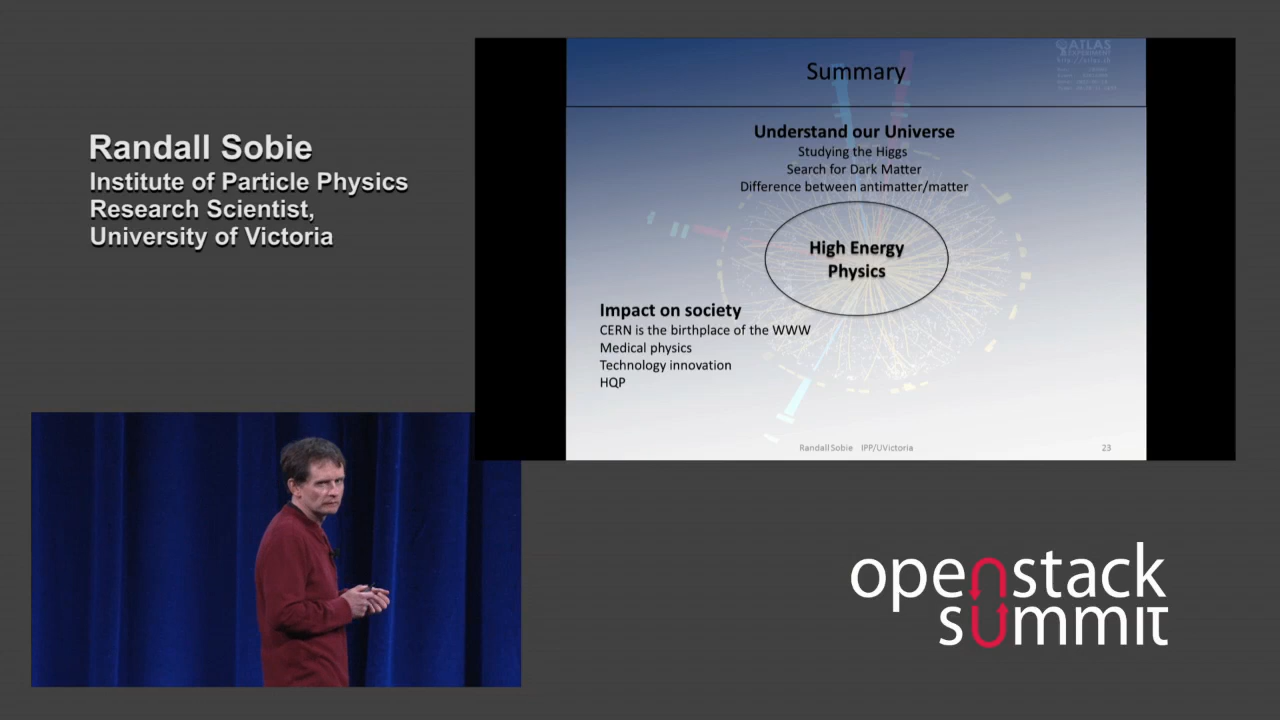 Randall Sobie
Institute of Particle Physics
Research Scientist,
University of Victoria
ATLAS
EXPERIMENT
Summary
Understand our Universe
Studying the Higgs
Search for Dark Matter
Difference between antimatter/matter
High Energy
Physics
Impact on society
CERN is the birthplace of the WWW
Medical physics
Technology innovation
HQP
Randall Sobie IPP/UVictoria
23
openstack
summit